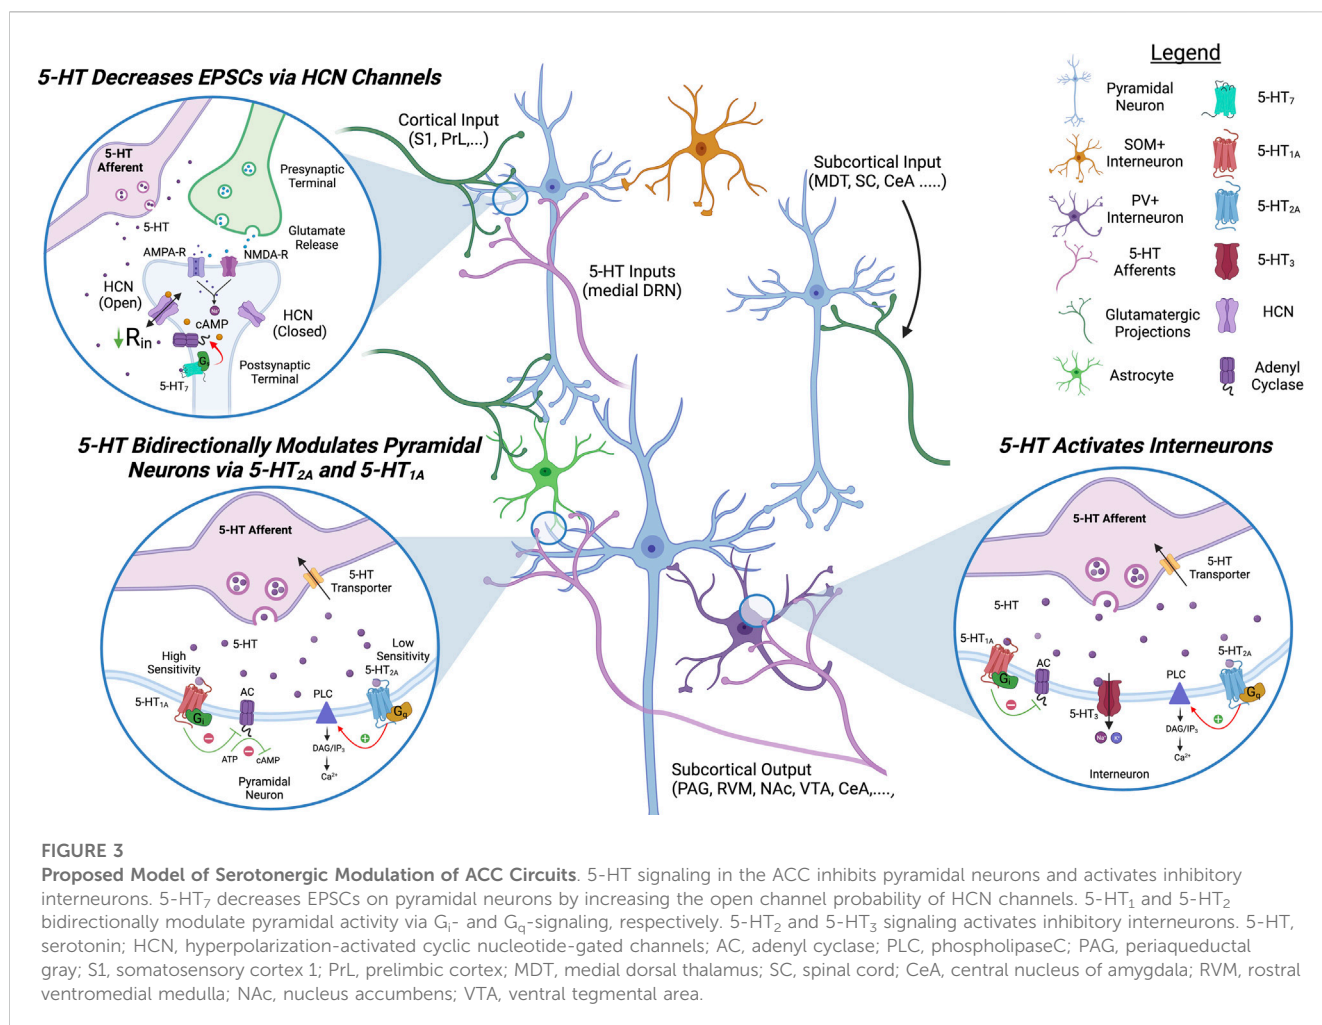 5-HT Decreases EPSCs via HCN Channels
5-HT
Afferent
Presynaptic
Terminal
5-HT
Glutamate
Release
AMPA-R
NMDA-R
HCN
(Open)
HCN
(Closed)
Na+
cAMP
↓Rin
Gi
5-HT7
Postsynaptic
Terminal
Cortical Input
(S1, PrL,...)
5-HT Inputs
(medial DRN)
Subcortical Input
(MDT, SC, CeA .....)
Legend
Pyramidal
Neuron
5-HT7
SOM+
Interneuron
5-HT1A
PV+
Interneuron
5-HT2A
5-HT
Afferents
5-HT3
Glutamatergic
Projections
HCN
Astrocyte
Adenyl
Cyclase
5-HT Bidirectionally Modulates Pyramidal
Neurons via 5-HT2A and 5-HT1A
5-HT Afferent
5-HT
Transporter
5-HT
High
Sensitivity
Low
Sensitivity
5-HT2A
5-HT1A
AC
PLC
Gi
Gq
ATP
cAMP
DAG/IP3
Ca2+
Pyramidal
Neuron
5-HT Activates Interneurons
5-HT Afferent
5-HT
Transporter
5-HT
5-HT1A
5-HT2A
AC
PLC
Gi
Gq
5-HT3
DAG/IP3
Na+ K+
Ca2+
Interneuron
Subcortical Output
(PAG, RVM, NAc, VTA, CeA,....,
FIGURE 3
Proposed Model of Serotonergic Modulation of ACC Circuits. 5-HT signaling in the ACC inhibits pyramidal neurons and activates inhibitory
interneurons. 5-HT7 decreases EPSCs on pyramidal neurons by increasing the open channel probability of HCN channels. 5-HT1 and 5-HT2
bidirectionally modulate pyramidal activity via Gi- and Gq-signaling, respectively. 5-HT2 and 5-HT3 signaling activates inhibitory interneurons. 5-HT,
serotonin; HCN, hyperpolarization-activated cyclic nucleotide-gated channels; AC, adenyl cyclase; PLC, phospholipaseC; PAG, periaqueductal
gray; S1, somatosensory cortex 1; PrL, prelimbic cortex; MDT, medial dorsal thalamus; SC, spinal cord; CeA, central nucleus of amygdala; RVM, rostral
ventromedial medulla; NAc, nucleus accumbens; VTA, ventral tegmental area.